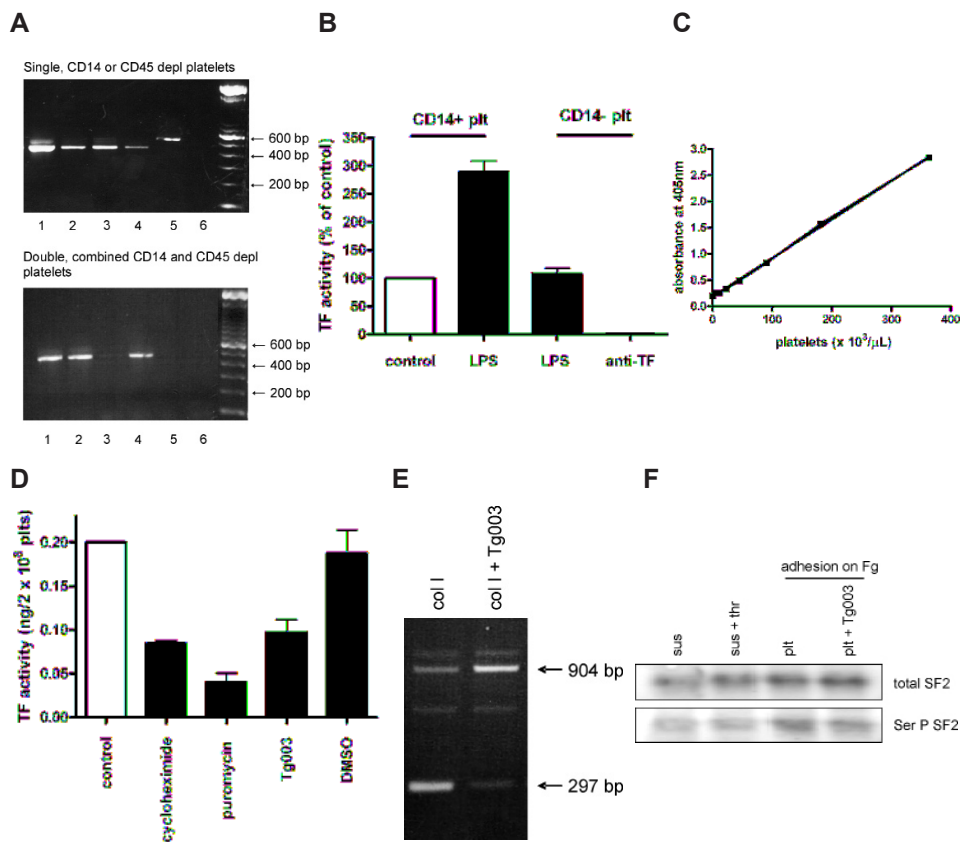 A
Single, CD14 or CD45 depl platelets
← 600 bp
← 400 bp
← 200 bp
1 2 3 4 5 6
Double, combined CD14 and CD45 depl
platelets
← 600 bp
← 400 bp
← 200 bp
1 2 3 4 5 6
B
CD14+ plt
CD14- plt
TF activity (% of control)
350
300
250
200
150
100
50
0
control
LPS
LPS
anti-TF
C
absorbance at 405nm
3.0
2.5
2.0
1.5
1.0
0.5
0.0
0 100 200 300 400
platelets (x 10³/µL)
D
TF activity (ng/2 x 10⁸ plts)
0.20
0.15
0.10
0.05
0.00
control
cycloheximide
puromycin
Tg003
DMSO
E
col I
col I + Tg003
← 904 bp
← 297 bp
F
adhesion on Fg
sus
sus + thr
plt
plt + Tg003
total SF2
Ser P SF2